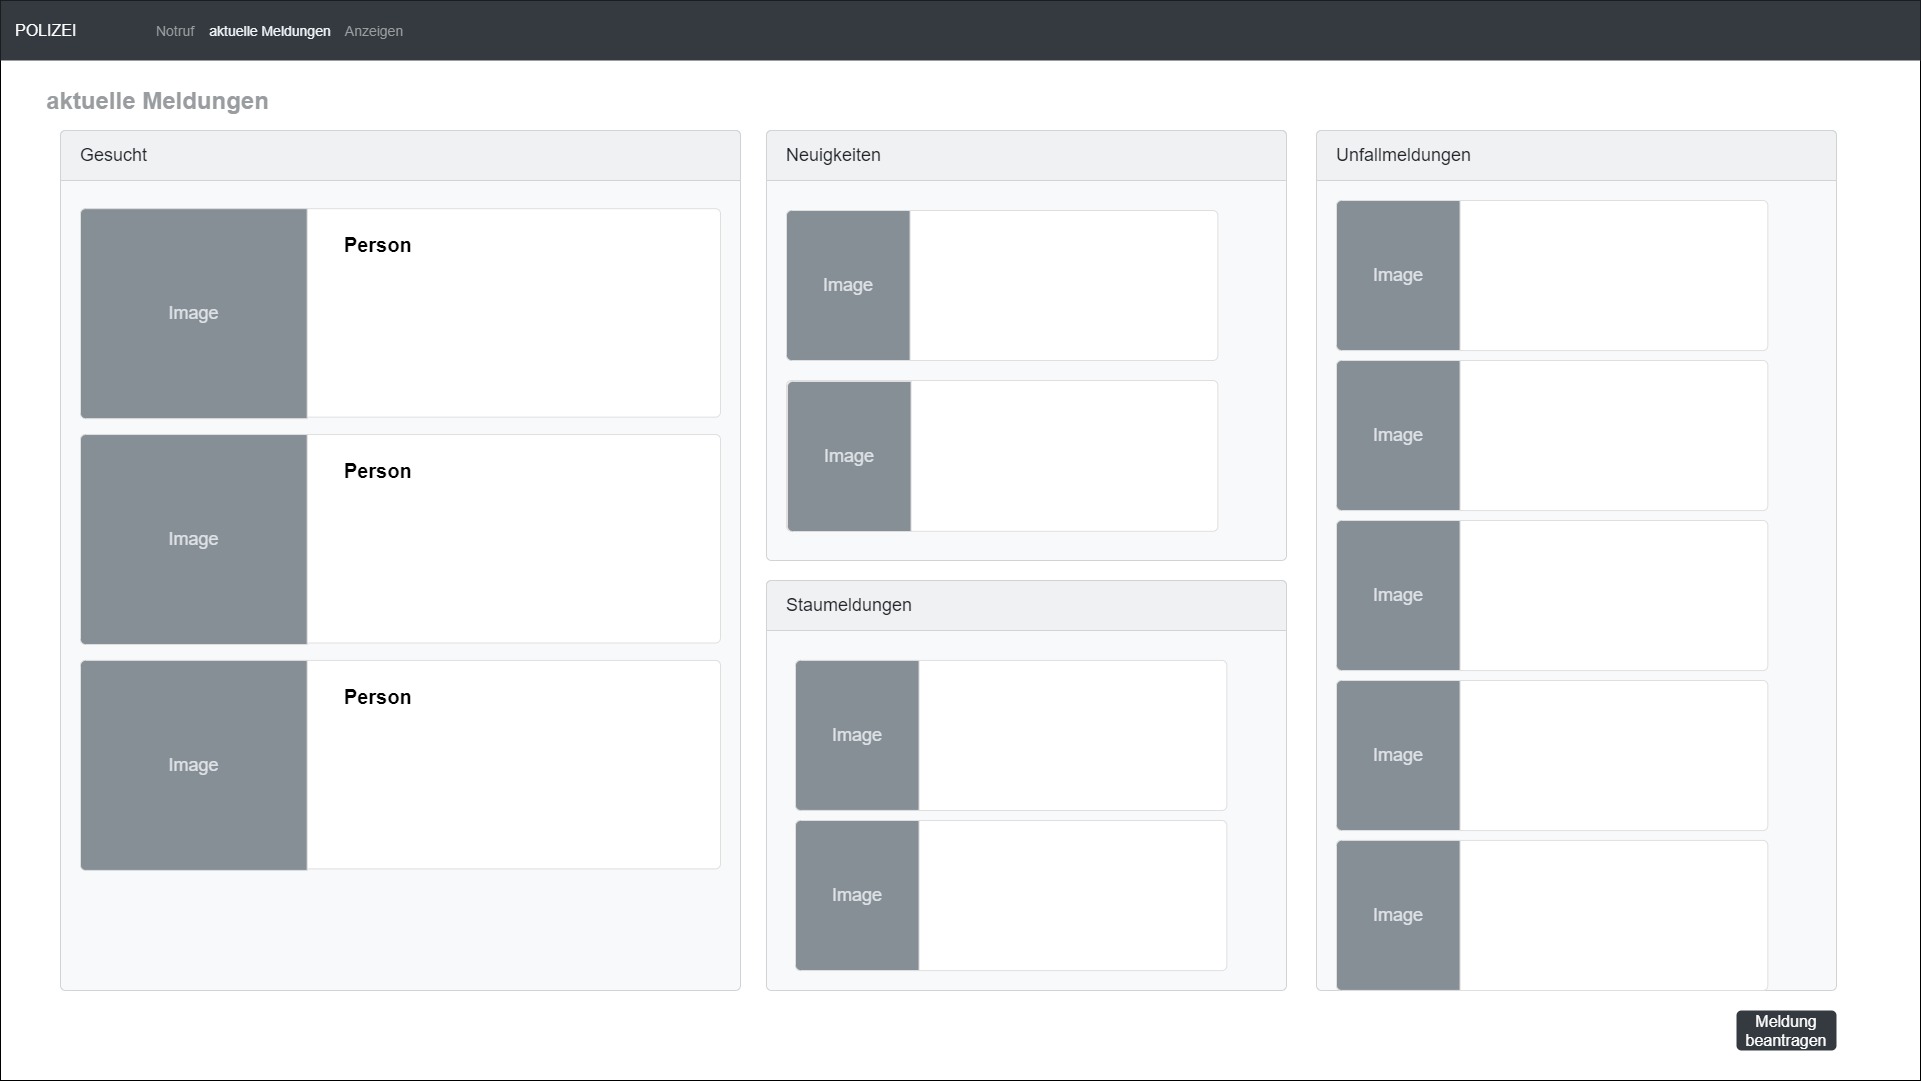 POLIZEI
Notruf aktuelle Meldungen Anzeigen
aktuelle Meldungen
Gesucht
Image
Person
Image
Person
Image
Person
Neuigkeiten
Image
Image
Staumeldungen
Image
Image
Unfallmeldungen
Image
Image
Image
Image
Image
Meldung
beantragen